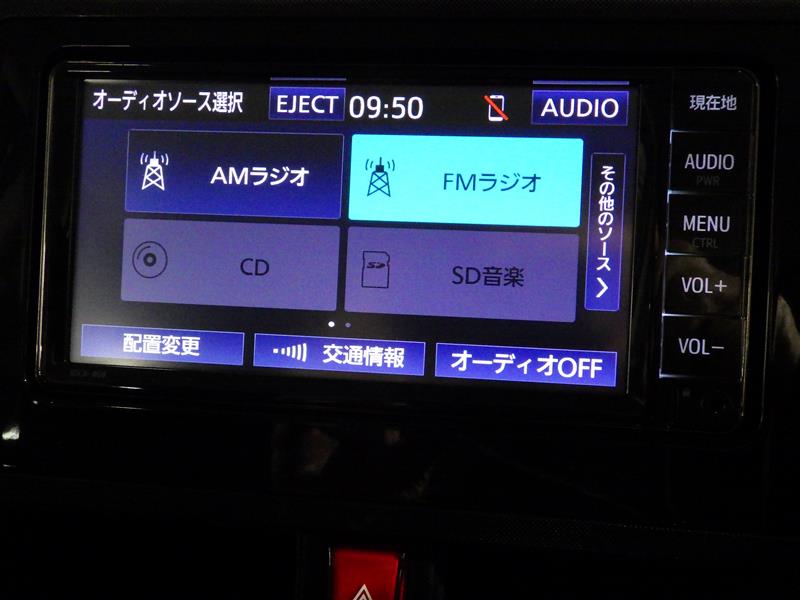 オーディオソース選択 EJECT 09:50 AUDIO
AMラジオ FMラジオ
その他のソース
CD SD音楽
配置変更 交通情報 オーディオOFF
現在地
AUDIO
PWR
MENU
CTRL
VOL+
VOL−